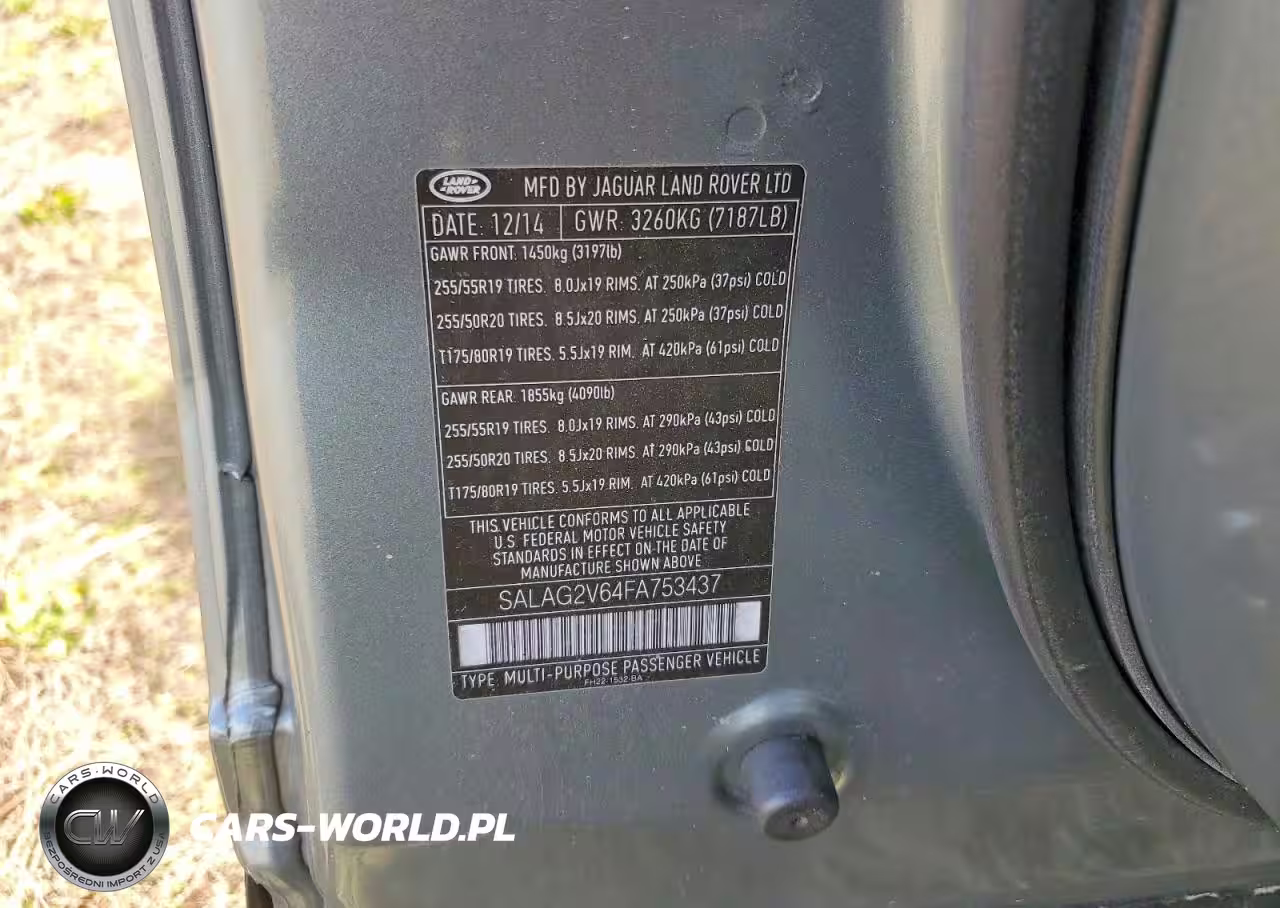 LAND ROVER
MFD BY JAGUAR LAND ROVER LTD
DATE: 12/14 GWR: 3260KG (7187LB)
GAWR FRONT: 1450kg (3197lb)
255/55R19 TIRES. 8.0Jx19 RIMS. AT 250kPa (37psi) COLD
255/50R20 TIRES. 8.5Jx20 RIMS. AT 250kPa (37psi) COLD
T175/80R19 TIRES. 5.5Jx19 RIM. AT 420kPa (61psi) COLD
GAWR REAR: 1855kg (4090lb)
255/55R19 TIRES. 8.0Jx19 RIMS. AT 290kPa (43psi) COLD
255/50R20 TIRES. 8.5Jx20 RIMS. AT 290kPa (43psi) COLD
T175/80R19 TIRES. 5.5Jx19 RIM. AT 420kPa (61psi) COLD
THIS VEHICLE CONFORMS TO ALL APPLICABLE
U.S. FEDERAL MOTOR VEHICLE SAFETY
STANDARDS IN EFFECT ON THE DATE OF
MANUFACTURE SHOWN ABOVE
SALAG2V64FA753437
TYPE: MULTI-PURPOSE PASSENGER VEHICLE
FH22-1532-BA
CARS-WORLD
CW
BEZPOŚREDNI IMPORT Z USA
CARS-WORLD.PL